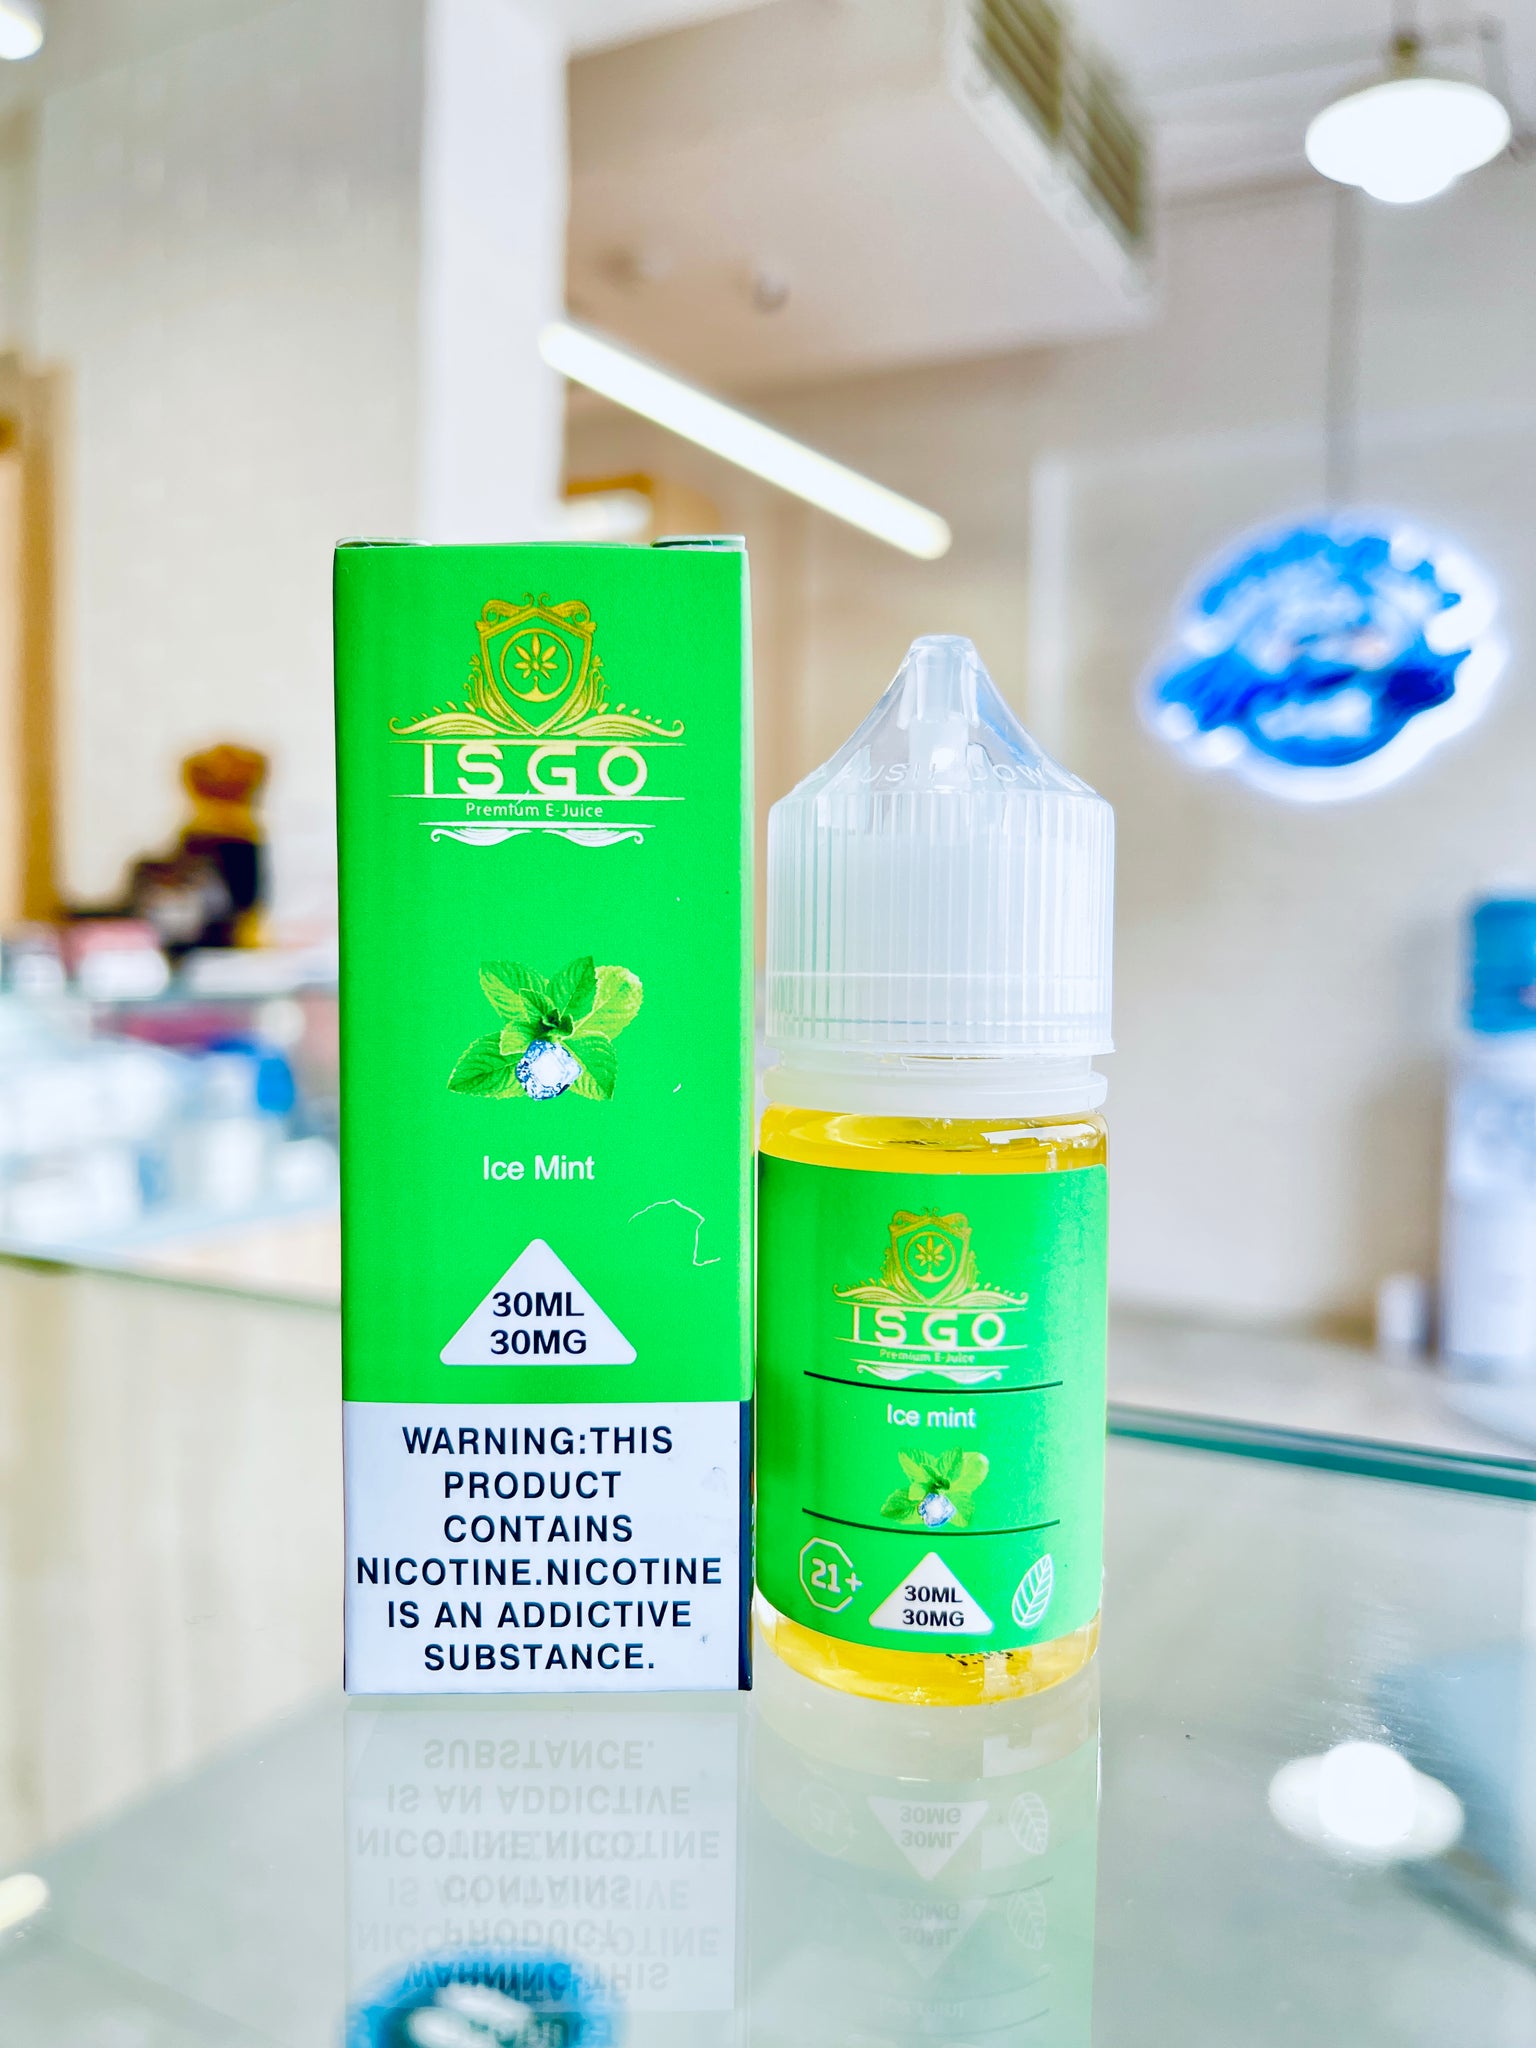 ISGO
Premium E-Juice
Ice Mint
30ML
30MG
WARNING:THIS
PRODUCT
CONTAINS
NICOTINE.NICOTINE
IS AN ADDICTIVE
SUBSTANCE.
ISGO
Premium E-Juice
Ice mint
21+
30ML
30MG